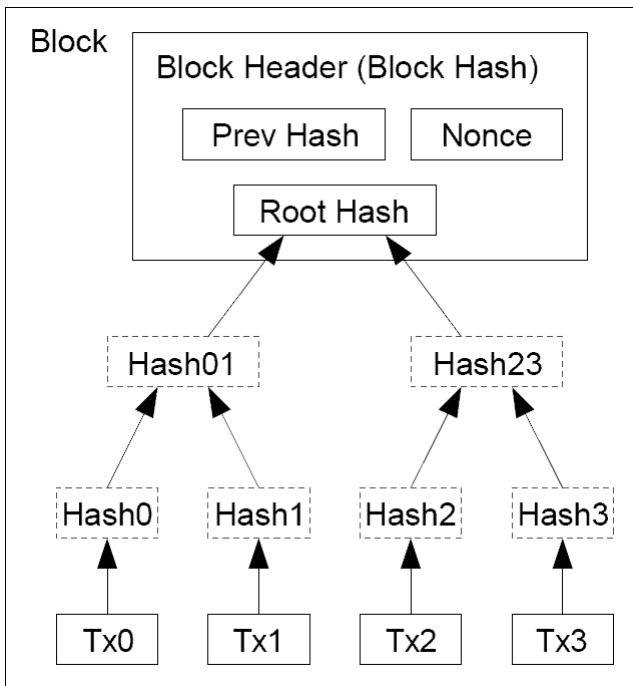 Block
Block Header (Block Hash)
Prev Hash
Nonce
Root Hash
Hash01
Hash23
Hash0
Hash1
Hash2
Hash3
Tx0
Tx1
Tx2
Tx3